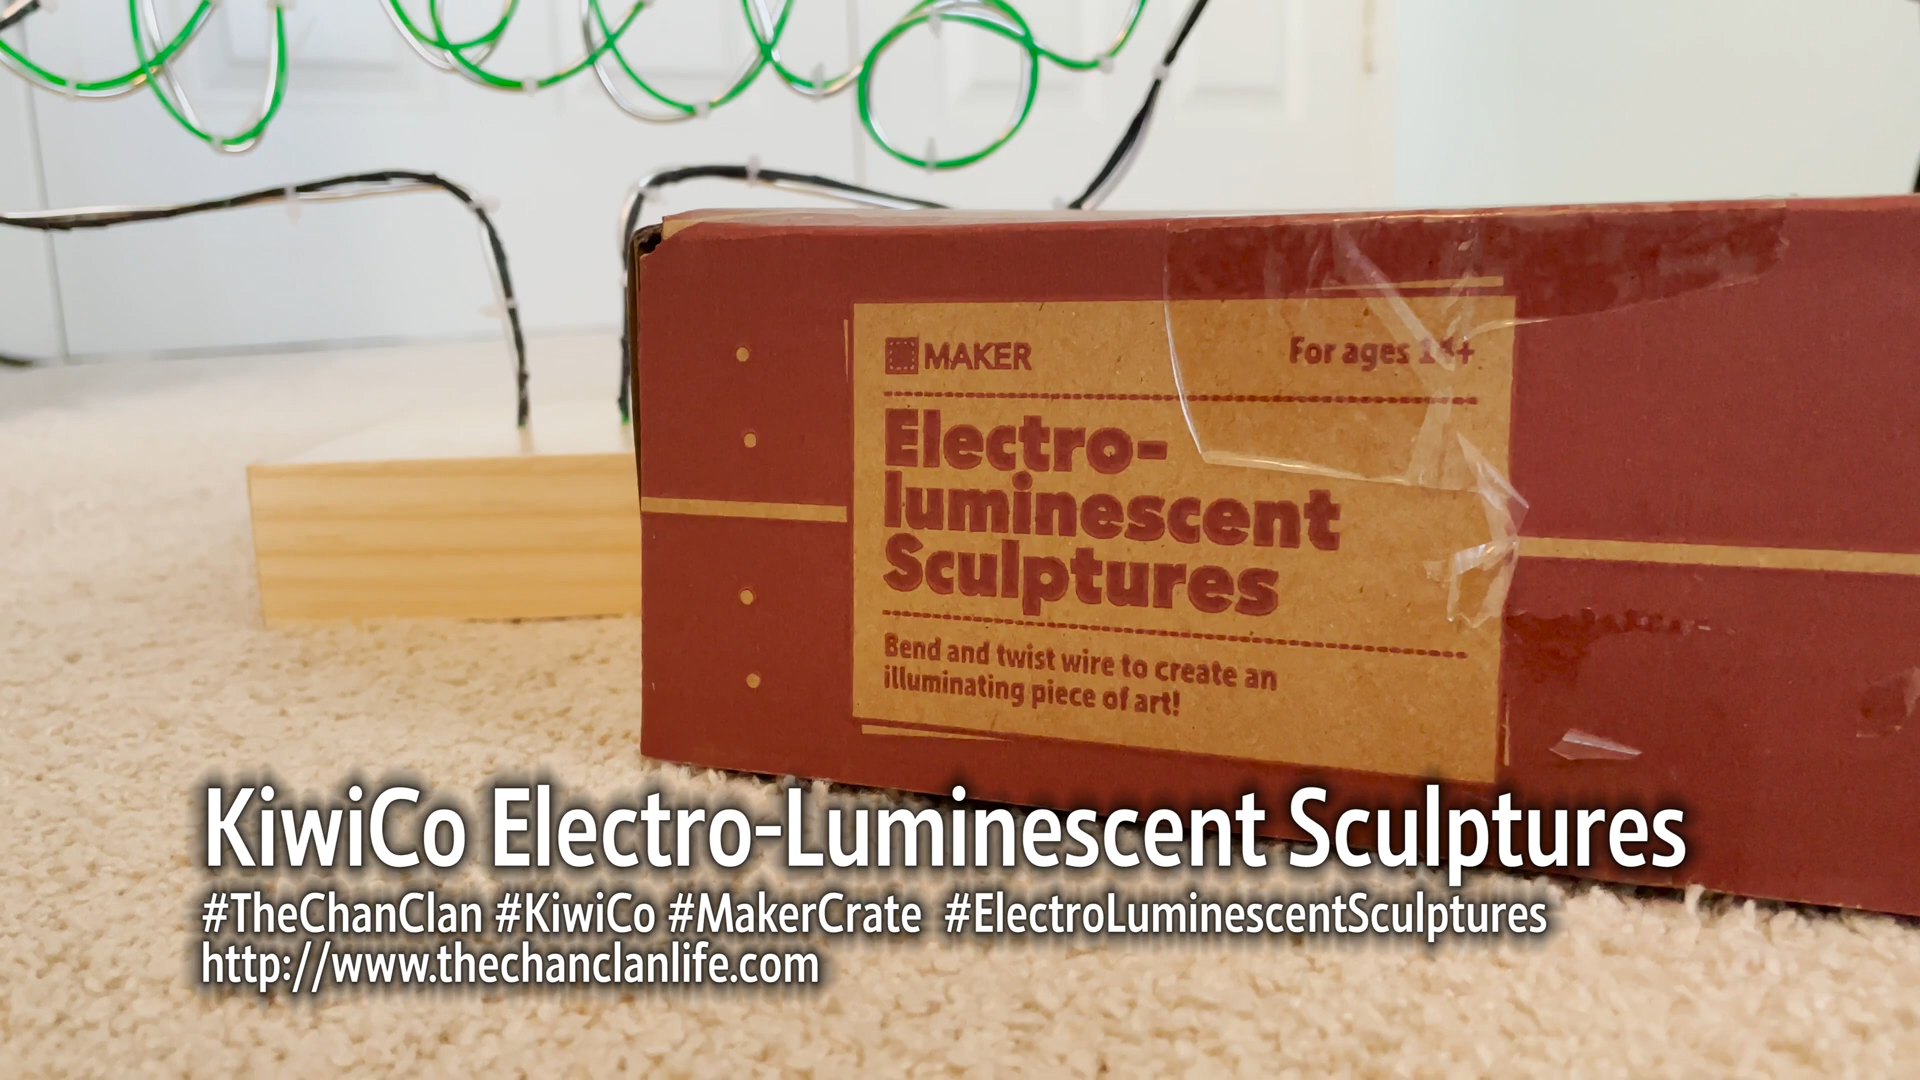 MAKER
For ages
Electro-
luminescent
Sculptures
Bend and twist wire to create an
illuminating piece of art!
KiwiCo Electro-Luminescent Sculptures
#TheChanClan #KiwiCo #MakerCrate #ElectroLuminescentSculptures
http://www.thechanclanlife.com